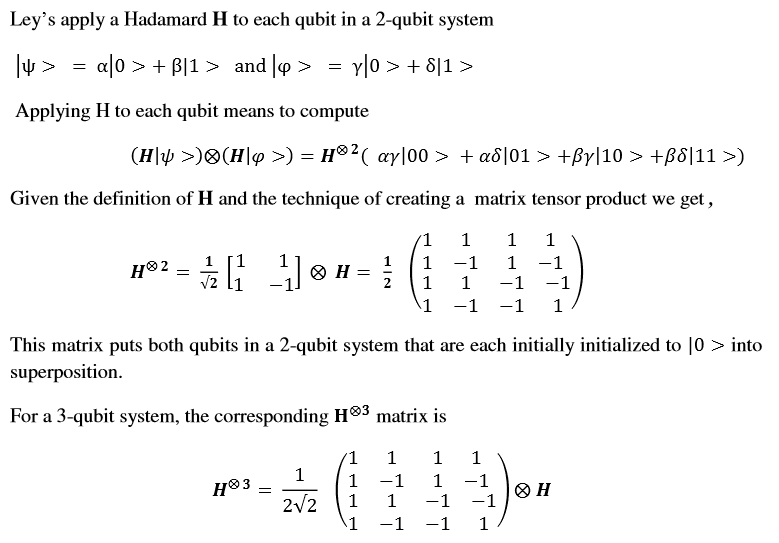 Ley's apply a Hadamard H to each qubit in a 2-qubit system
|ψ > = α|0 > + β|1 > and |φ > = γ|0 > + δ|1 >
Applying H to each qubit means to compute
(H|ψ >)⊗(H|φ >) = H⊗2( αγ|00 > + αδ|01 > +βγ|10 > +βδ|11 >)
Given the definition of H and the technique of creating a matrix tensor product we get ,
H⊗2 = 1/√2 [1 1; 1 -1] ⊗ H = 1/2 (1 1 1 1
1 -1 1 -1
1 1 -1 -1
1 -1 -1 1)
This matrix puts both qubits in a 2-qubit system that are each initially initialized to |0 > into
superposition.
For a 3-qubit system, the corresponding H⊗3 matrix is
H⊗3 = 1/2√2 (1 1 1 1
1 -1 1 -1
1 1 -1 -1
1 -1 -1 1) ⊗ H